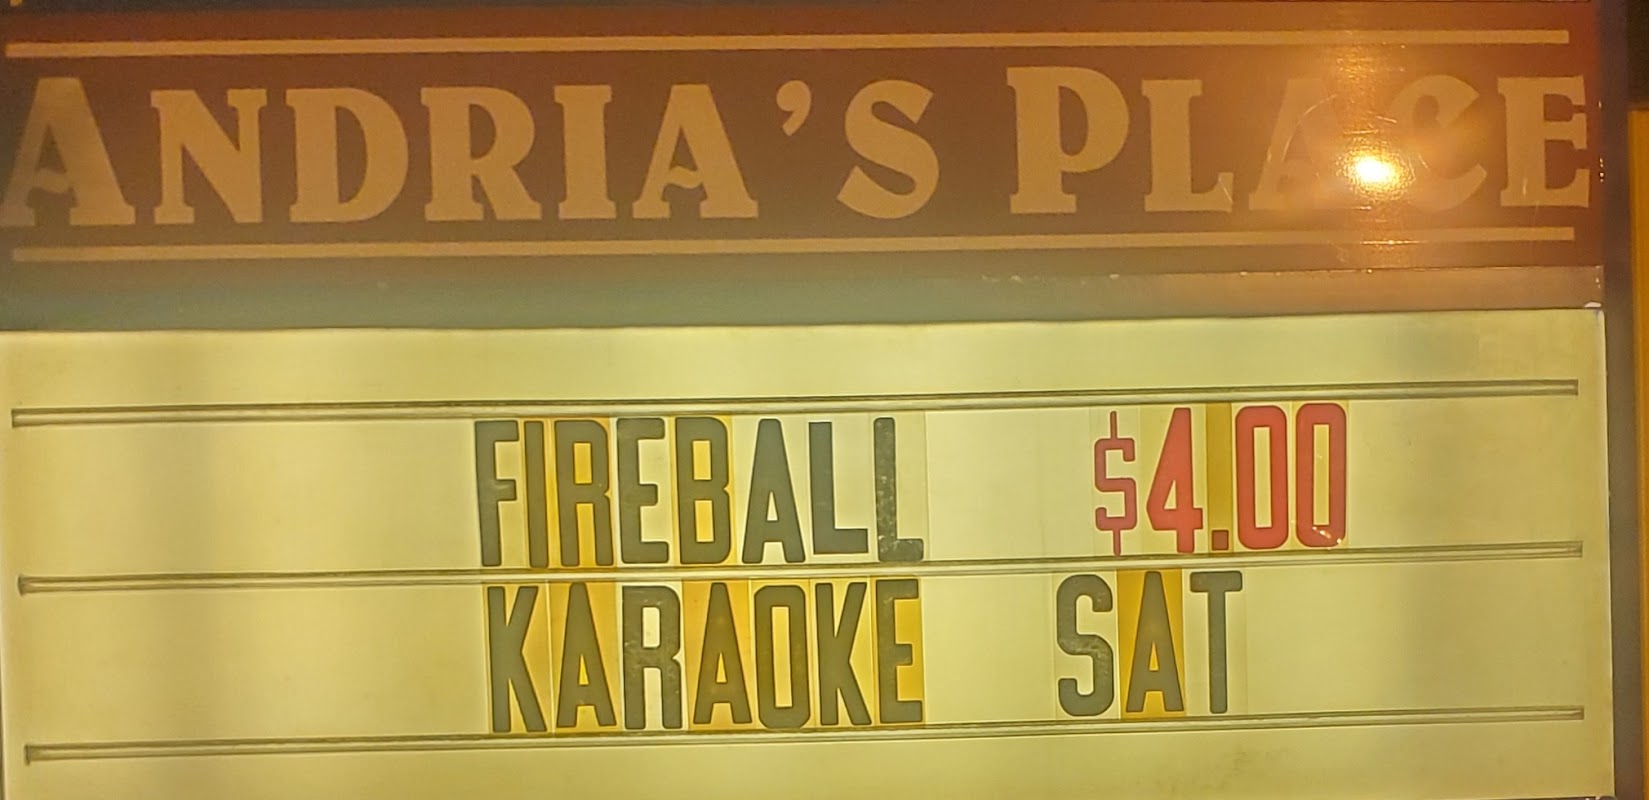 ANDRIA'S PLACE
FIREBALL $4.00
KARAOKE SAT